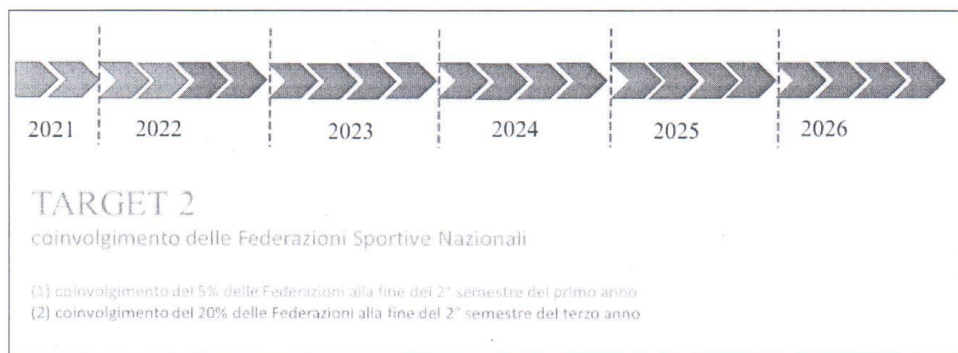 2021 2022 2023 2024 2025 2026
TARGET 2
coinvolgimento delle Federazioni Sportive Nazionali
(1) coinvolgimento del 5% delle Federazioni alla fine del 2° semestre del primo anno
(2) coinvolgimento del 20% delle Federazioni alla fine del 2° semestre del terzo anno